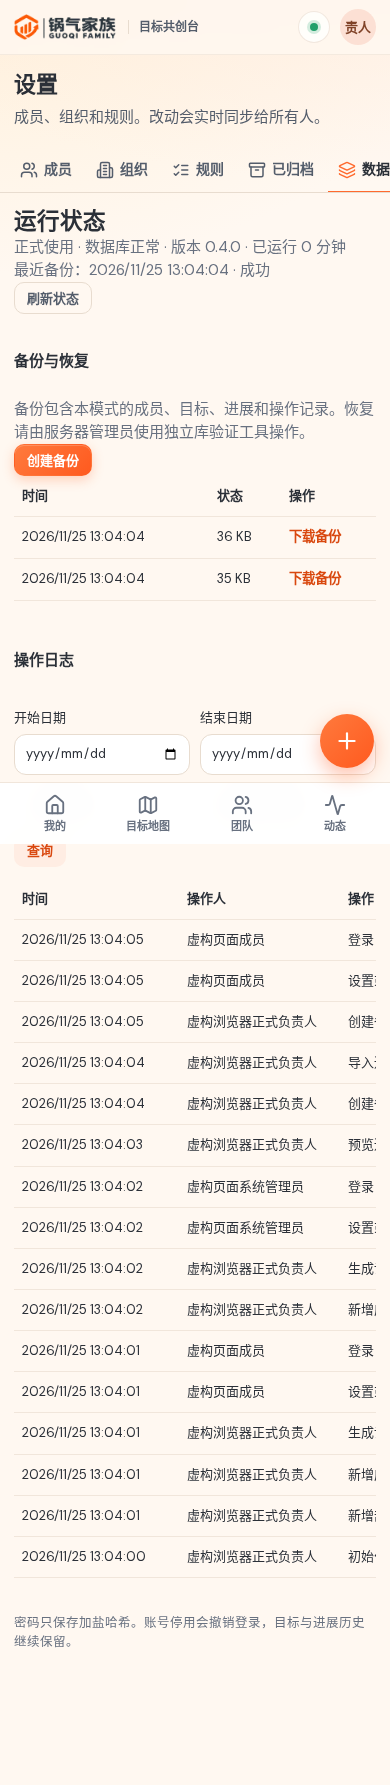 锅气家族
GUOQI FAMILY
目标共创台
责人
设置
成员、组织和规则。改动会实时同步给所有人。
成员 组织 规则 已归档 数据
运行状态
正式使用 · 数据库正常 · 版本 0.4.0 · 已运行 0 分钟
最近备份：2026/11/25 13:04:04 · 成功
刷新状态
备份与恢复
备份包含本模式的成员、目标、进展和操作记录。恢复
请由服务器管理员使用独立库验证工具操作。
创建备份
时间 状态 操作
2026/11/25 13:04:04 36 KB 下载备份
2026/11/25 13:04:04 35 KB 下载备份
操作日志
开始日期 结束日期
yyyy/mm/dd yyyy/mm/dd
我的 目标地图 团队 动态
查询
时间 操作人 操作
2026/11/25 13:04:05 虚构页面成员 登录
2026/11/25 13:04:05 虚构页面成员 设置
2026/11/25 13:04:05 虚构浏览器正式负责人 创建
2026/11/25 13:04:04 虚构浏览器正式负责人 导入
2026/11/25 13:04:04 虚构浏览器正式负责人 创建
2026/11/25 13:04:03 虚构浏览器正式负责人 预览
2026/11/25 13:04:02 虚构页面系统管理员 登录
2026/11/25 13:04:02 虚构页面系统管理员 设置
2026/11/25 13:04:02 虚构浏览器正式负责人 生成
2026/11/25 13:04:02 虚构浏览器正式负责人 新增
2026/11/25 13:04:01 虚构页面成员 登录
2026/11/25 13:04:01 虚构页面成员 设置
2026/11/25 13:04:01 虚构浏览器正式负责人 生成
2026/11/25 13:04:01 虚构浏览器正式负责人 新增
2026/11/25 13:04:01 虚构浏览器正式负责人 新增
2026/11/25 13:04:00 虚构浏览器正式负责人 初始
密码只保存加盐哈希。账号停用会撤销登录，目标与进展历史
继续保留。